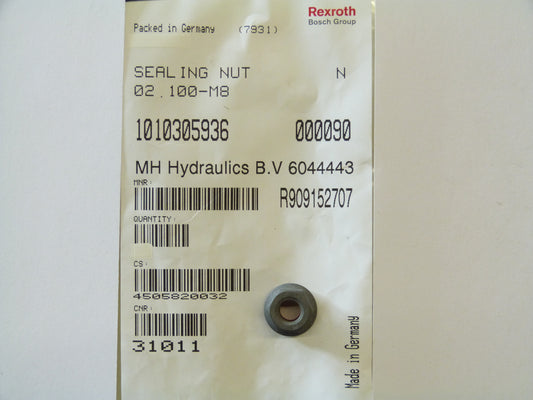 Rexroth
Bosch Group
Packed in Germany (7931)
SEALING NUT N
02.100-M8
1010305936 000090
MH Hydraulics B.V 6044443
MNR:
R909152707
QUANTITY:
CS:
4505820032
CNR:
31011
Made in Germany